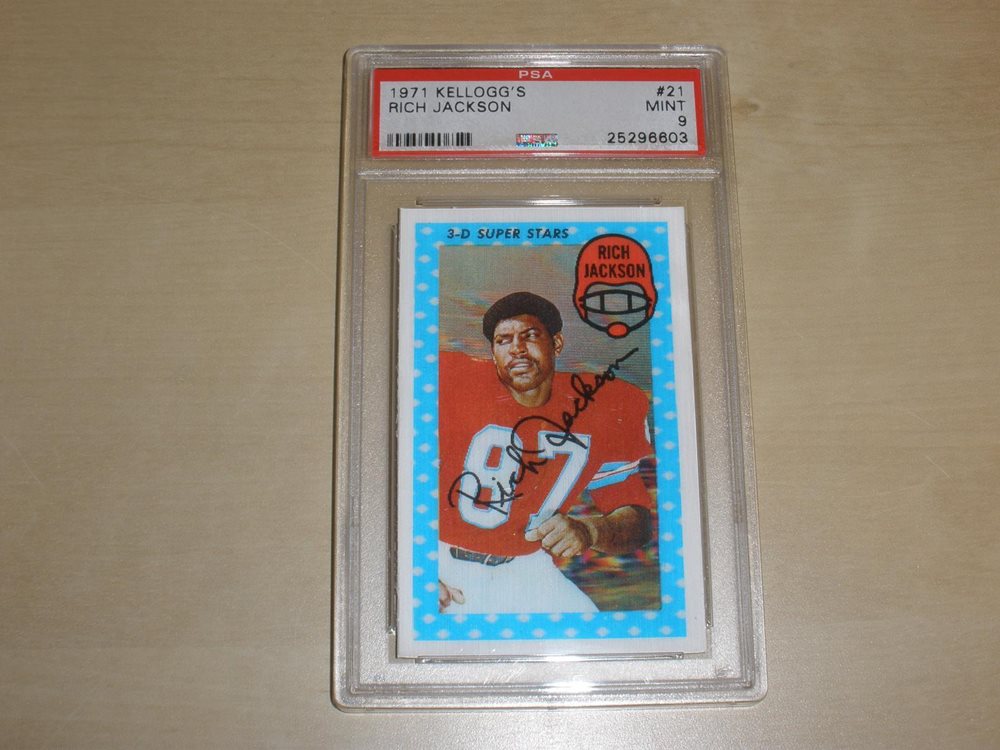 PSA
1971 KELLOGG'S #21
RICH JACKSON MINT
9
25296603
3-D SUPER STARS
RICH
JACKSON
Rich Jackson
87